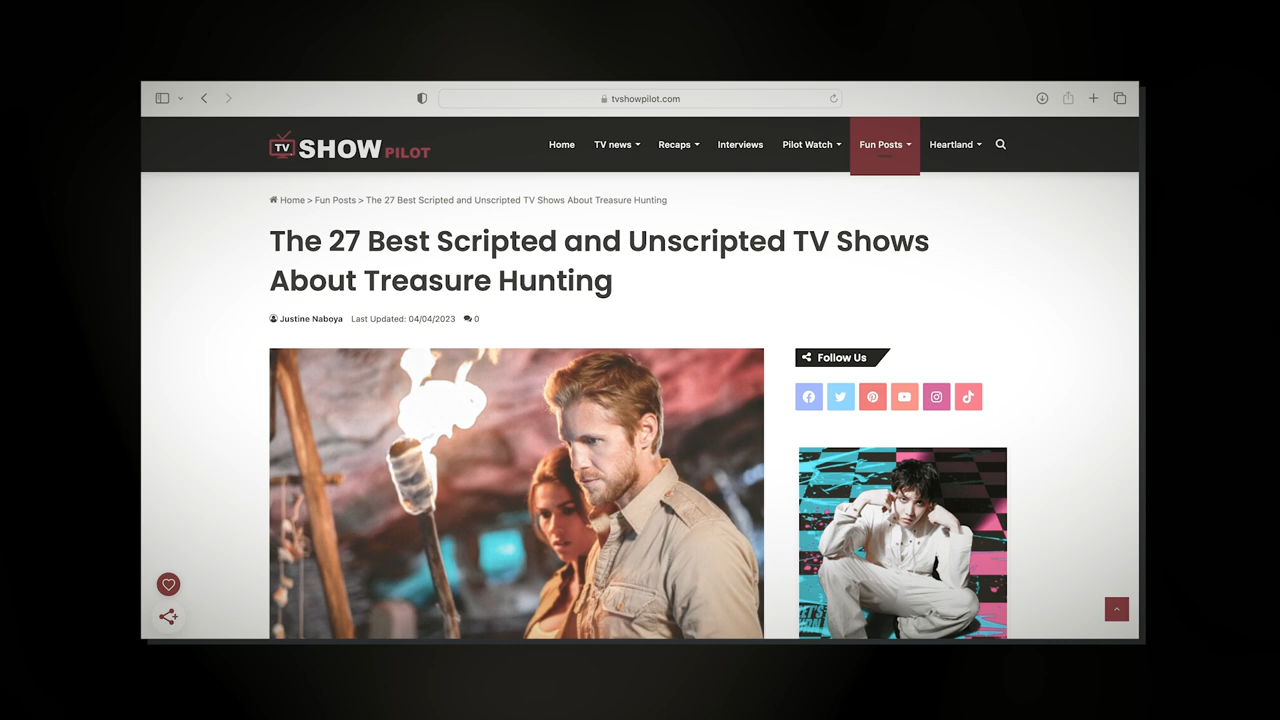 tvshowpilot.com
TV SHOW PILOT
Home TV news Recaps Interviews Pilot Watch Fun Posts Heartland
Home > Fun Posts > The 27 Best Scripted and Unscripted TV Shows About Treasure Hunting
The 27 Best Scripted and Unscripted TV Shows
About Treasure Hunting
Justine Naboya Last Updated: 04/04/2023 0
Follow Us